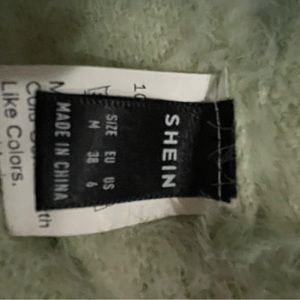 SHEIN
SIZE EU US
M 38 6
MADE IN CHINA
Like Colors.